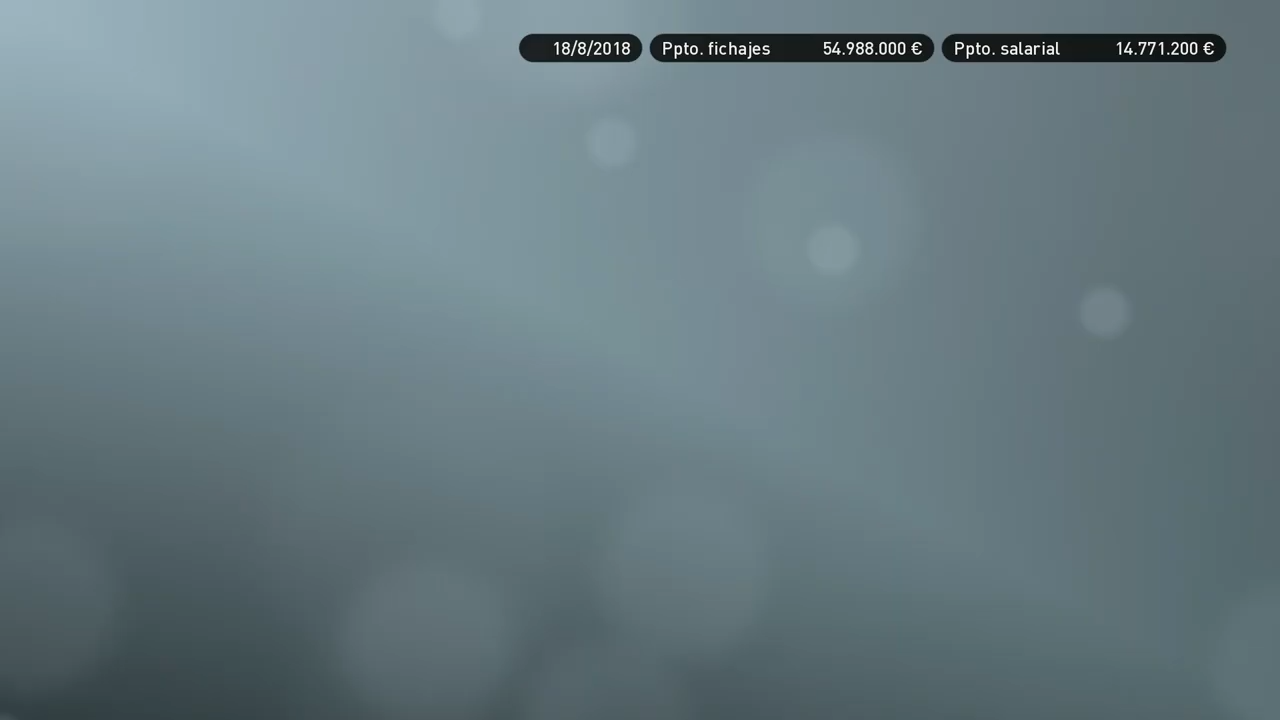 18/8/2018 Ppto. fichajes 54.988.000 € Ppto. salarial 14.771.200 €